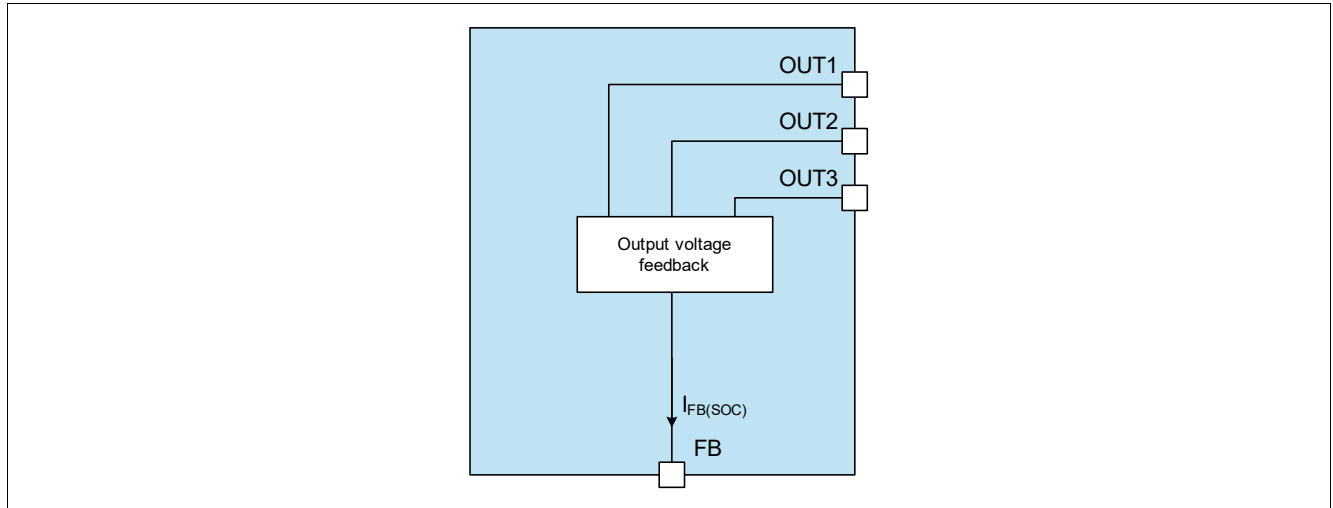 OUT1
OUT2
OUT3
Output voltage
feedback
IFB(SOC)
FB